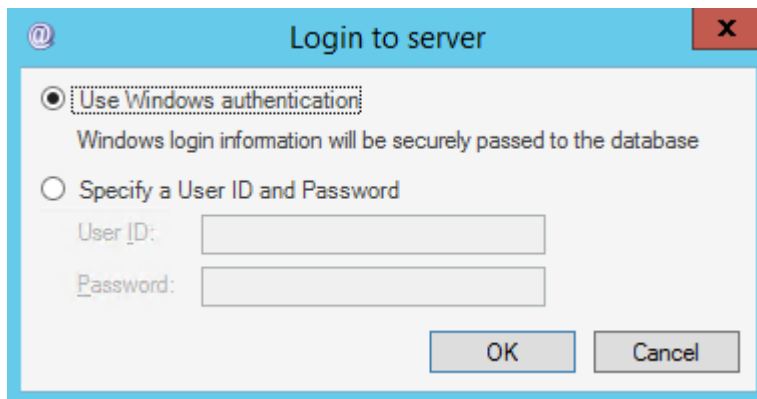 @
Login to server
x
Use Windows authentication
Windows login information will be securely passed to the database
Specify a User ID and Password
User ID:
Password:
OK Cancel